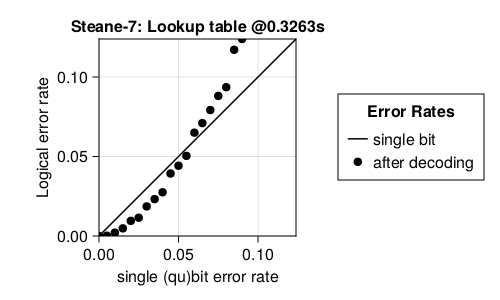 Steane-7: Lookup table @0.3263s
Logical error rate
0.10
0.05
0.00
0.00 0.05 0.10
single (qu)bit error rate
Error Rates
single bit
after decoding